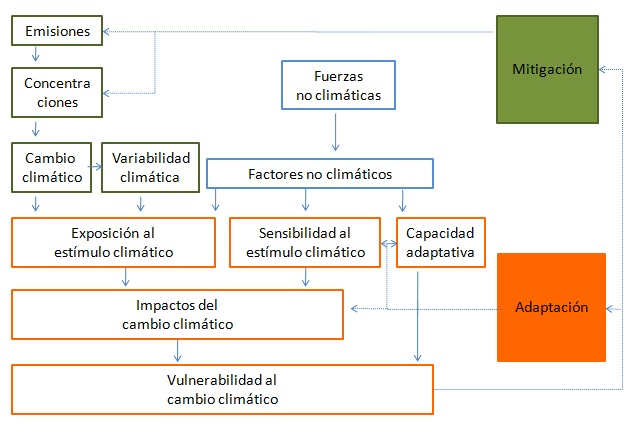 Emisiones
Mitigación
Concentra
ciones
Fuerzas
no climáticas
Cambio
climático
Variabilidad
climática
Factores no climáticos
Exposición al
estímulo climático
Sensibilidad al
estímulo climático
Capacidad
adaptativa
Impactos del
cambio climático
Adaptación
Vulnerabilidad al
cambio climático